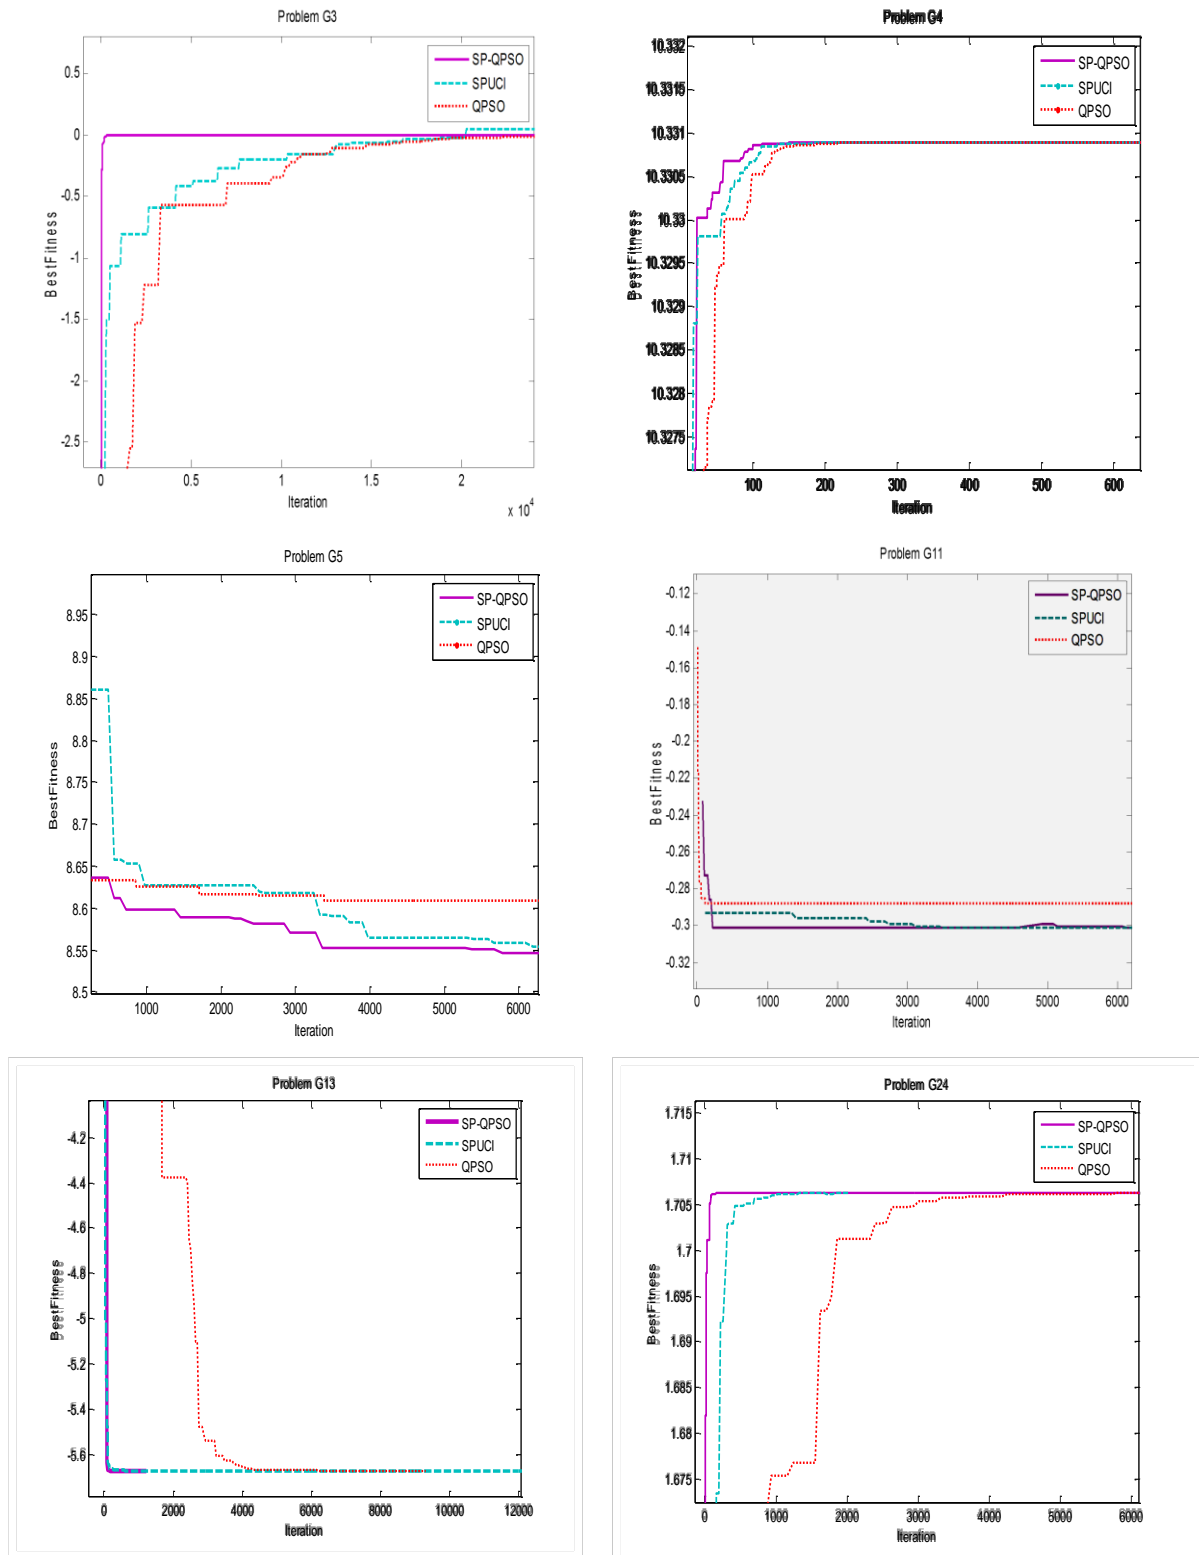 Problem G3
0.5
0
-0.5
-1
-1.5
-2
-2.5
BestFitness
0
0.5
1
1.5
2
x 10^4
Iteration
SP-QPSO
SPUCI
QPSO
Problem G4
10.332
10.3315
10.331
10.3305
10.33
10.3295
10.329
10.3285
10.328
10.3275
BestFitness
100
200
300
400
500
600
Iteration
SP-QPSO
SPUCI
QPSO
Problem G5
8.95
8.9
8.85
8.8
8.75
8.7
8.65
8.6
8.55
8.5
BestFitness
1000
2000
3000
4000
5000
6000
Iteration
SP-QPSO
SPUCI
QPSO
Problem G11
-0.12
-0.14
-0.16
-0.18
-0.2
-0.22
-0.24
-0.26
-0.28
-0.3
-0.32
BestFitness
0
1000
2000
3000
4000
5000
6000
Iteration
SP-QPSO
SPUCI
QPSO
Problem G13
-4.2
-4.4
-4.6
-4.8
-5
-5.2
-5.4
-5.6
BestFitness
0
2000
4000
6000
8000
10000
12000
Iteration
SP-QPSO
SPUCI
QPSO
Problem G24
1.715
1.71
1.705
1.7
1.695
1.69
1.685
1.68
1.675
BestFitness
0
1000
2000
3000
4000
5000
6000
Iteration
SP-QPSO
SPUCI
QPSO